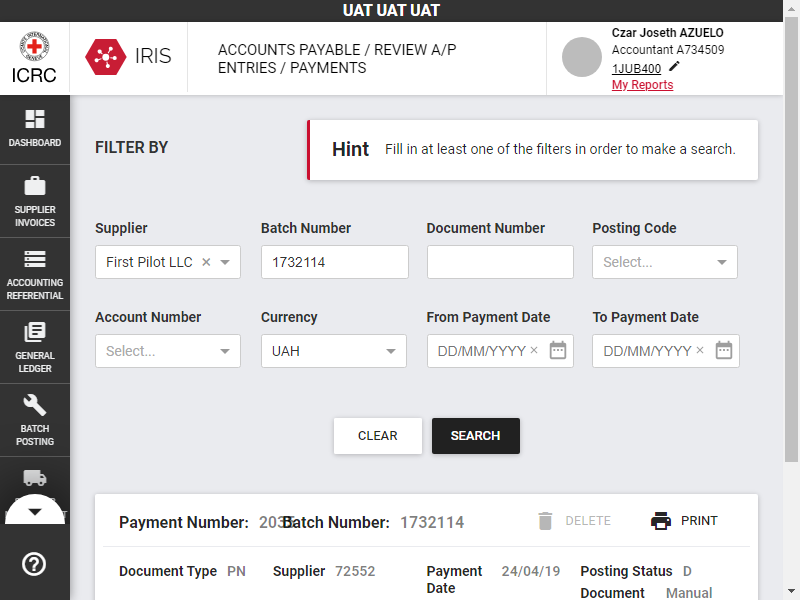 UAT UAT UAT
ICRC
IRIS
ACCOUNTS PAYABLE / REVIEW A/P
ENTRIES / PAYMENTS
Czar Joseth AZUELO
Accountant A734509
1JUB400
My Reports
DASHBOARD
SUPPLIER
INVOICES
ACCOUNTING
REFERENTIAL
GENERAL
LEDGER
BATCH
POSTING
FILTER BY
Hint Fill in at least one of the filters in order to make a search.
Supplier Batch Number Document Number Posting Code
First Pilot LLC × 1732114 Select...
Account Number Currency From Payment Date To Payment Date
Select... UAH DD/MM/YYYY × DD/MM/YYYY ×
CLEAR SEARCH
Payment Number: Batch Number: 1732114 DELETE PRINT
Document Type PN Supplier 72552 Payment 24/04/19 Posting Status D
Date Document Manual